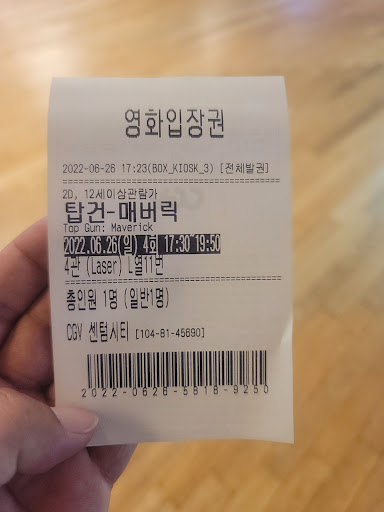 영화입장권
2022-06-26 17:23(BOX_KIOSK_3) [전체발권]
2D, 12세이상관람가
탑건-매버릭
Top Gun: Maverick
2022.06.26(일) 4회 17:30 19:50
4관 (Laser) L열11번
총인원 1명 (일반1명)
CGV 센텀시티 [104-81-45690]
2022-0626-5818-9250